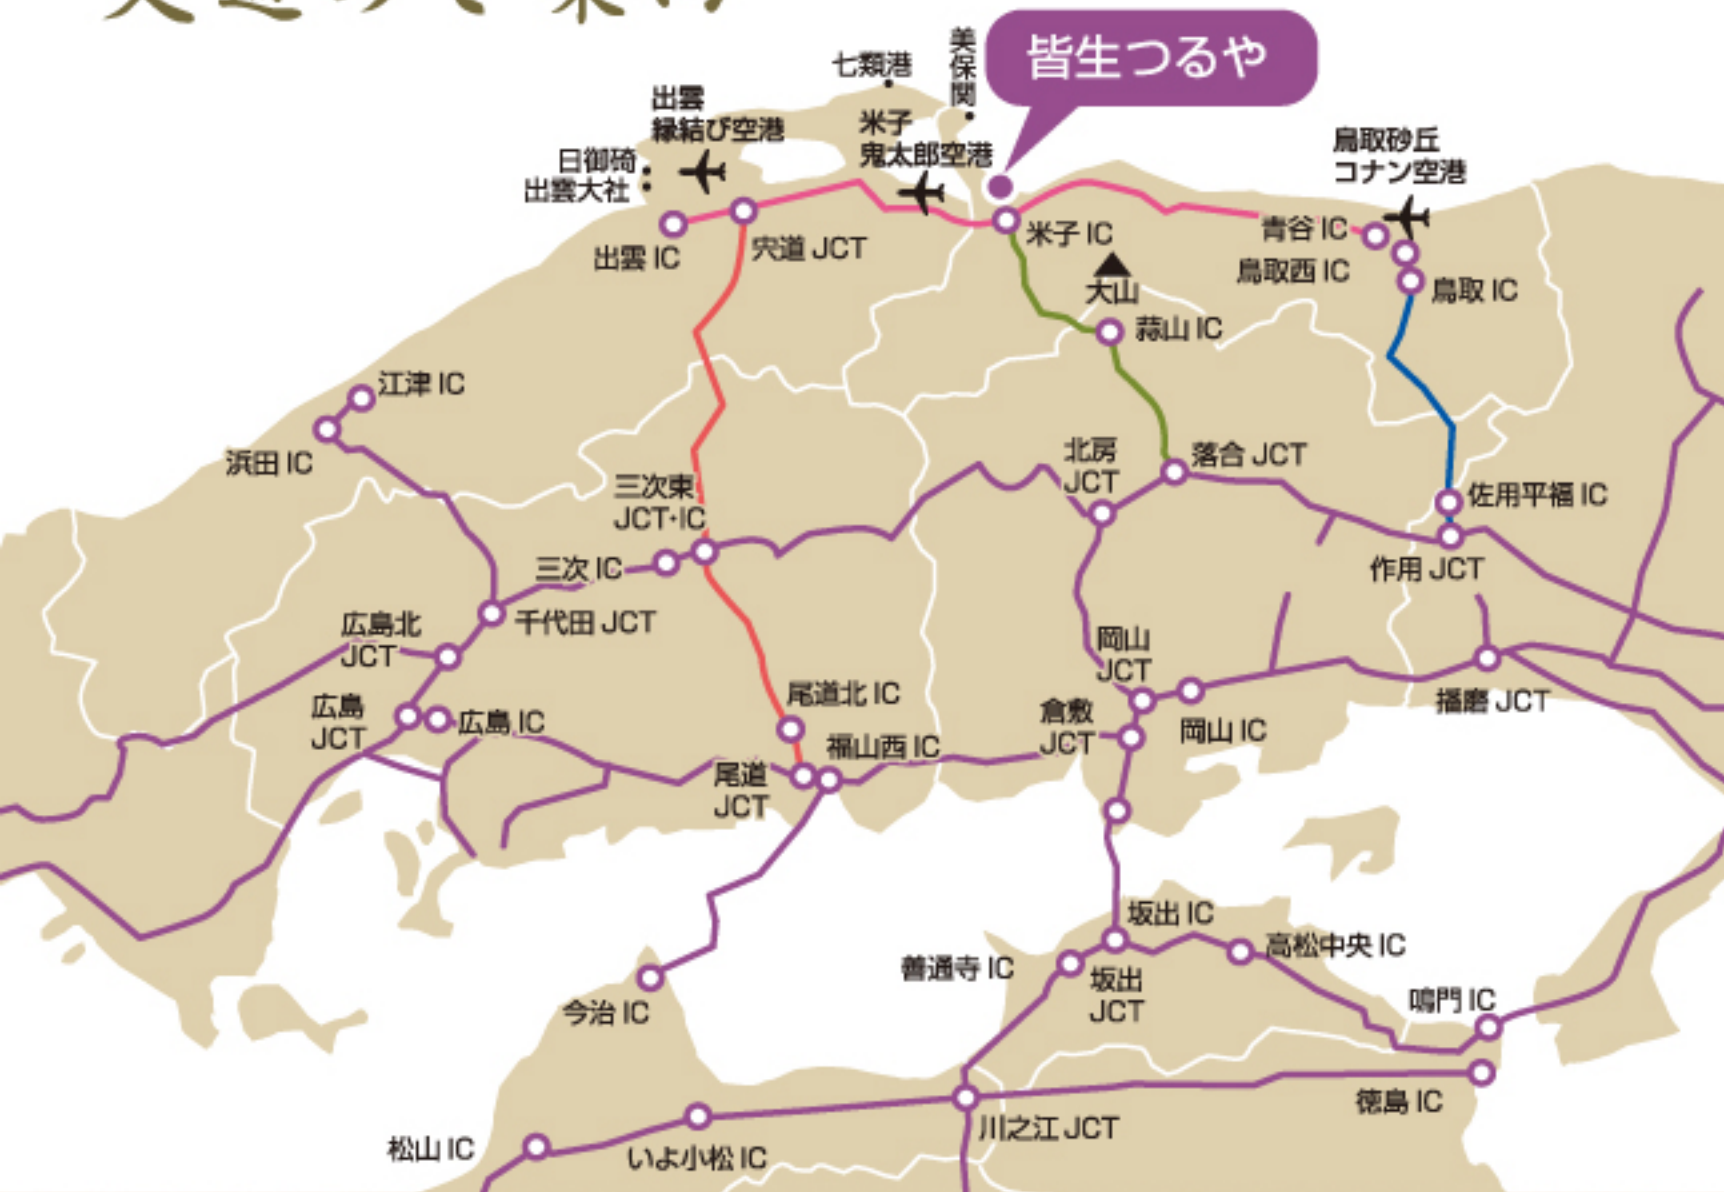 皆生つるや
七類港
美保関
出雲
縁結び空港
米子
鬼太郎空港
日御碕
出雲大社
鳥取砂丘
コナン空港
出雲 IC
宍道 JCT
米子 IC
青谷 IC
鳥取西 IC
鳥取 IC
大山
蒜山 IC
江津 IC
浜田 IC
三次東
JCT・IC
北房
JCT
落合 JCT
佐用平福 IC
作用 JCT
三次 IC
千代田 JCT
広島北
JCT
岡山
JCT
広島
JCT
広島 IC
尾道北 IC
福山西 IC
尾道
JCT
倉敷
JCT
岡山 IC
播磨 JCT
坂出 IC
善通寺 IC
坂出
JCT
高松中央 IC
今治 IC
鳴門 IC
徳島 IC
川之江 JCT
松山 IC
いよ小松 IC